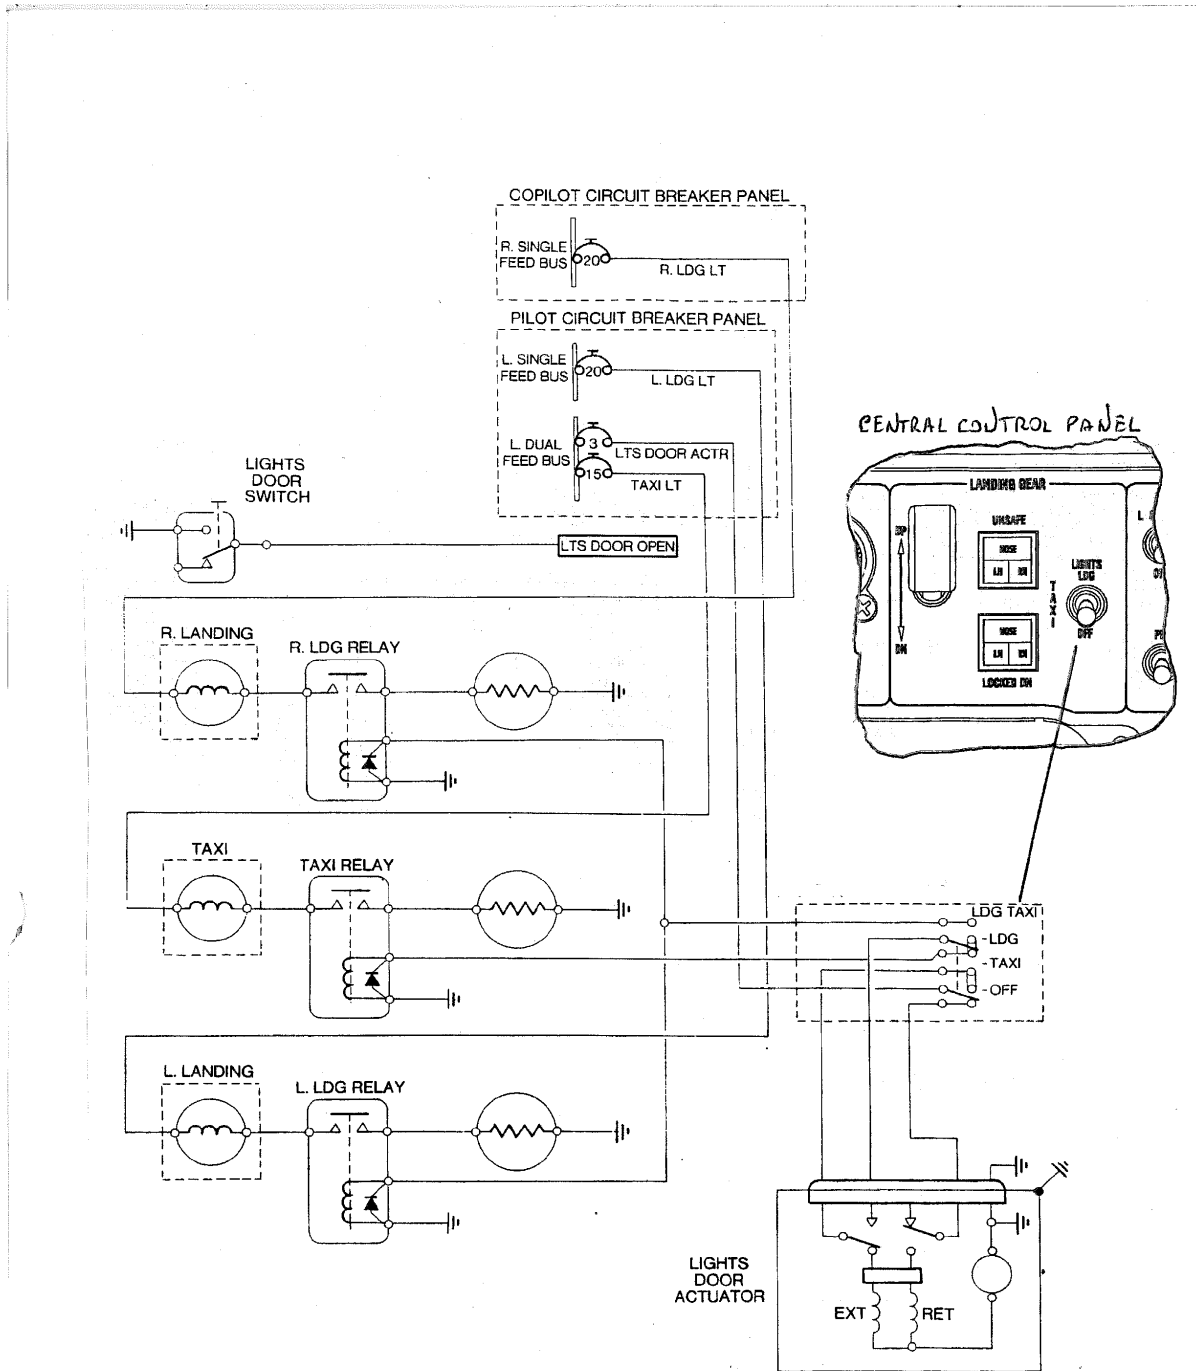 COPILOT CIRCUIT BREAKER PANEL
R. SINGLE
FEED BUS
20
R. LDG LT
PILOT CIRCUIT BREAKER PANEL
L. SINGLE
FEED BUS
20
L. LDG LT
L. DUAL
FEED BUS
3
LTS DOOR ACTR
15
TAXI LT
CENTRAL CONTROL PANEL
LANDING GEAR
UP
DN
UNSAFE
NOSE
LH
RH
NOSE
LH
RH
LOCKED DN
TAXI
LIGHTS
LDG
OFF
L
LIGHTS
DOOR
SWITCH
LTS DOOR OPEN
R. LANDING
R. LDG RELAY
TAXI
TAXI RELAY
LDG TAXI
-LDG
-TAXI
-OFF
L. LANDING
L. LDG RELAY
LIGHTS
DOOR
ACTUATOR
EXT
RET